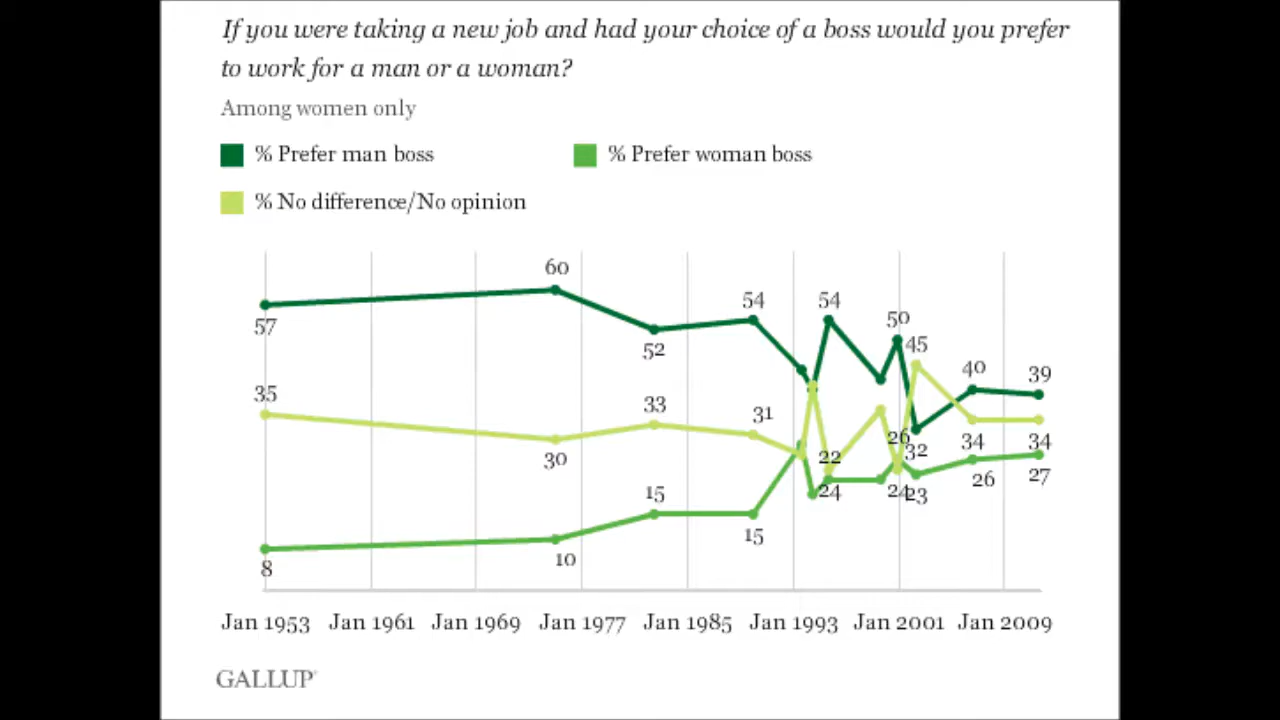 If you were taking a new job and had your choice of a boss would you prefer
to work for a man or a woman?
Among women only
% Prefer man boss % Prefer woman boss
% No difference/No opinion
60
54 54
50
57 52 45
40 39
35 33 31
30 26 32 34 34
22
15 24 24 23 26 27
15
8 10
Jan 1953 Jan 1961 Jan 1969 Jan 1977 Jan 1985 Jan 1993 Jan 2001 Jan 2009
GALLUP